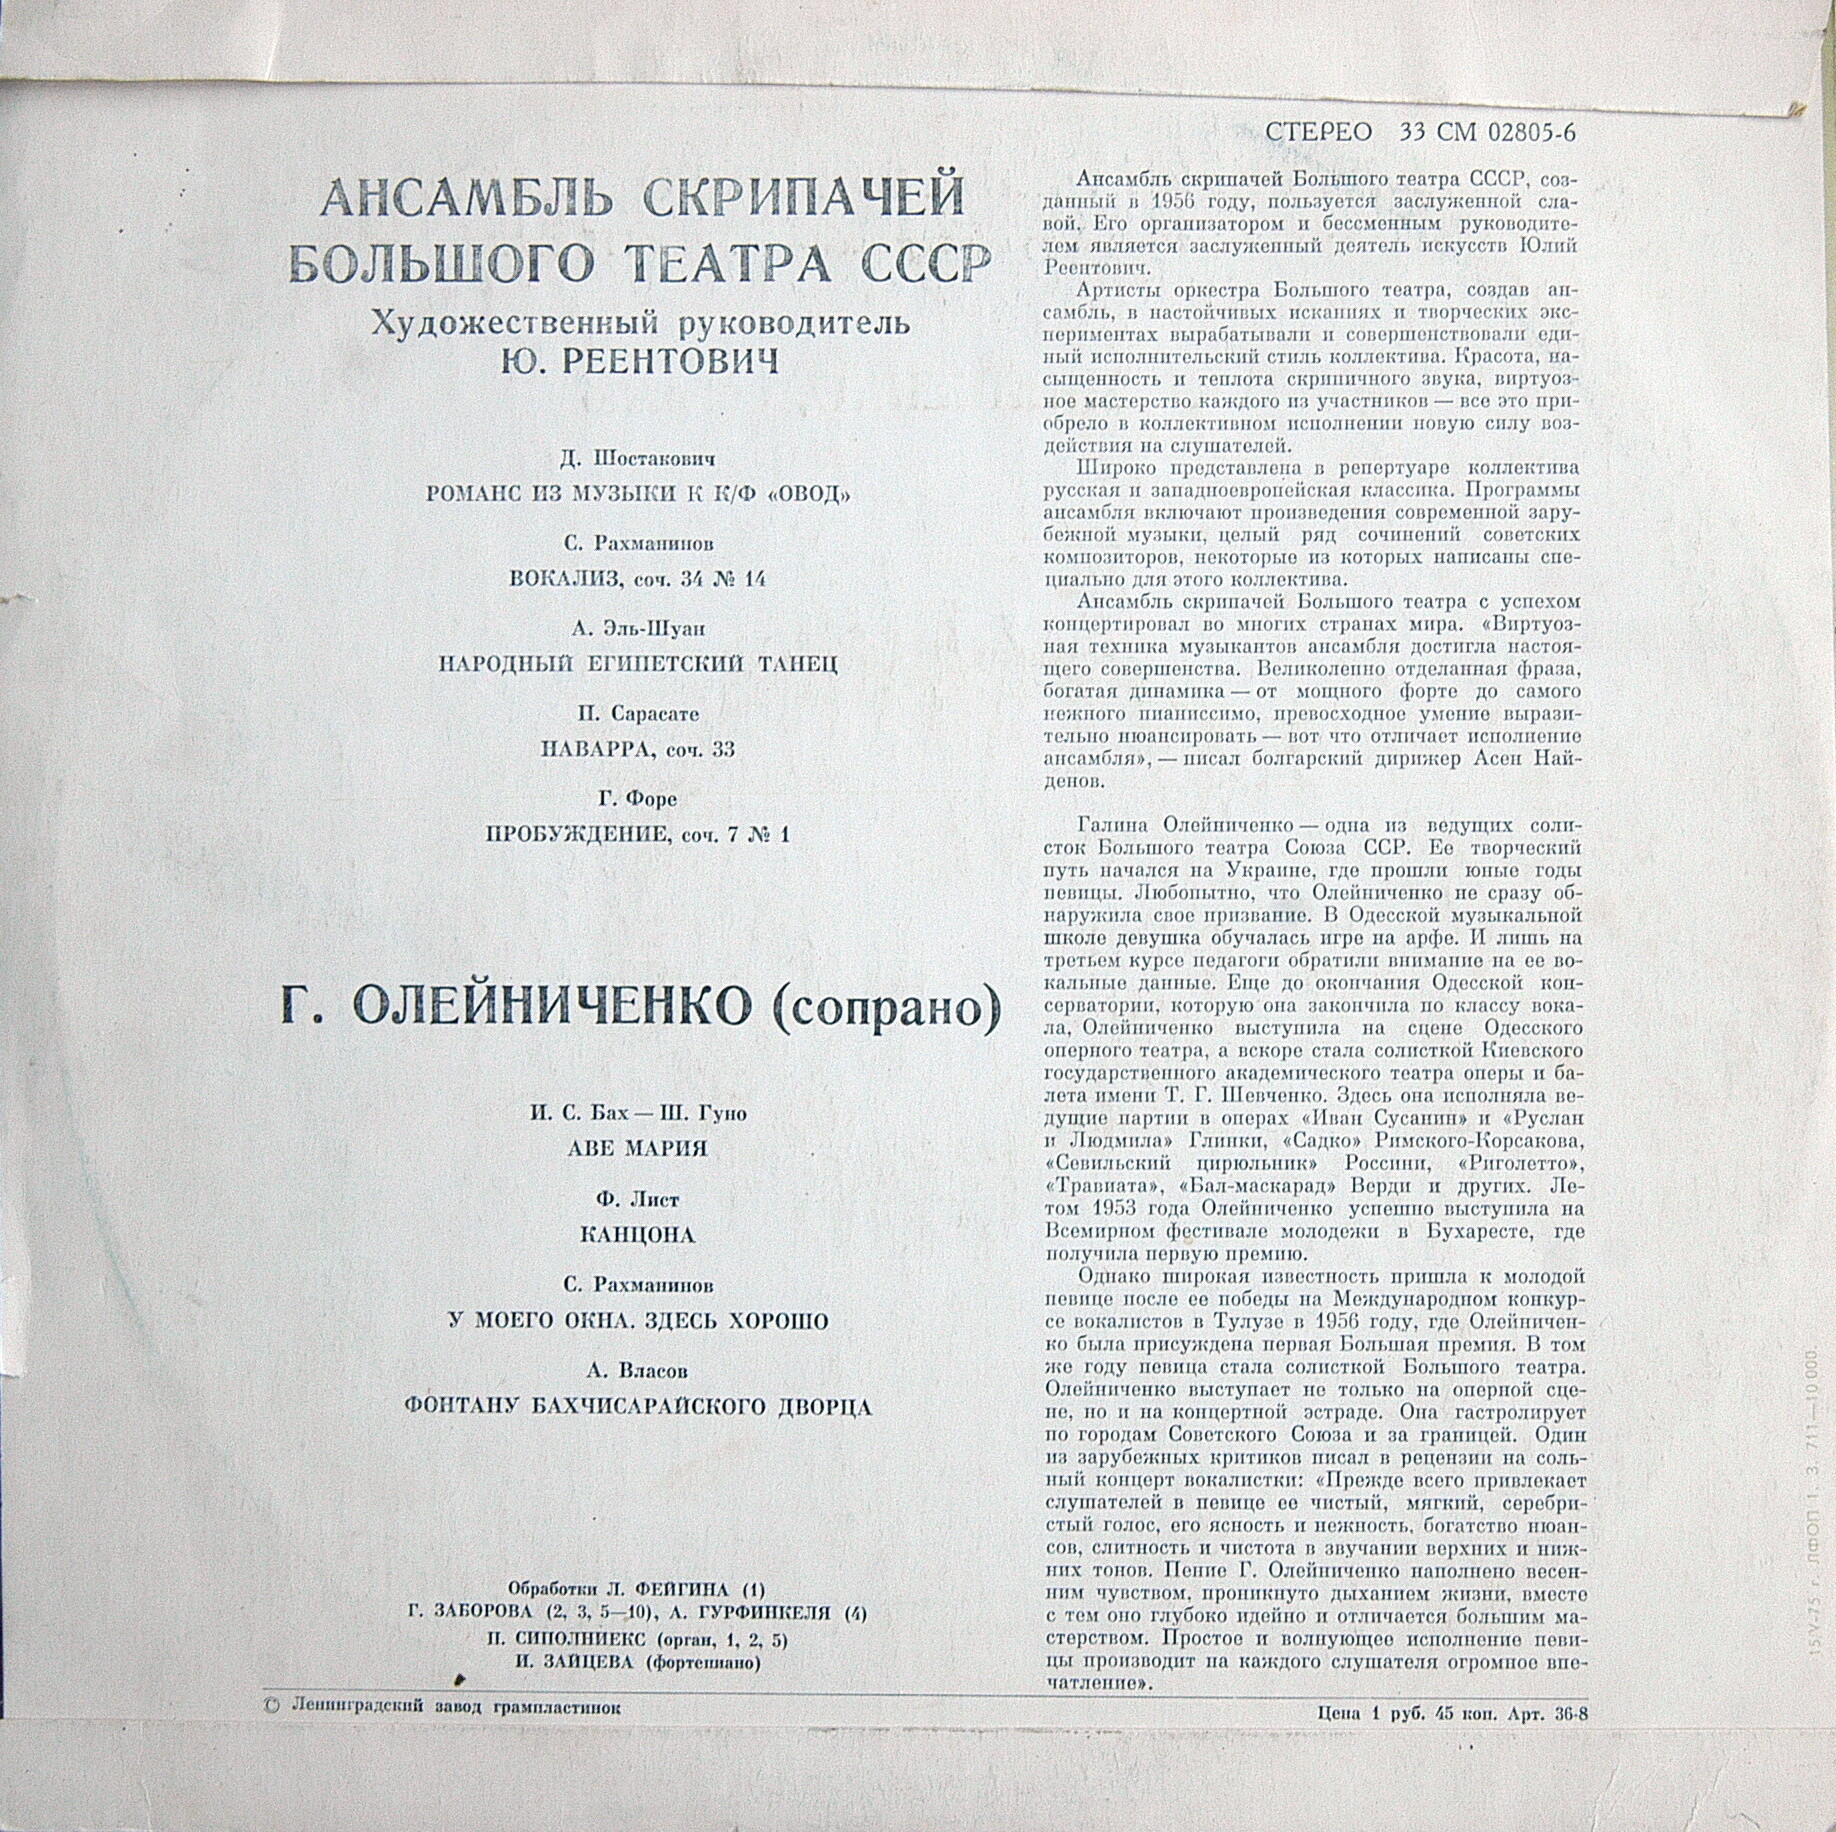 СТЕРЕО 33 СМ 02805-6
АНСАМБЛЬ СКРИПАЧЕЙ
БОЛЬШОГО ТЕАТРА СССР
Художественный руководитель
Ю. РЕЕНТОВИЧ
Д. Шостакович
РОМАНС ИЗ МУЗЫКИ К К/Ф «ОВОД»
С. Рахманинов
ВОКАЛИЗ, соч. 34 № 14
А. Эль-Шуан
НАРОДНЫЙ ЕГИПЕТСКИЙ ТАНЕЦ
П. Сарасате
НАВАРРА, соч. 33
Г. Форе
ПРОБУЖДЕНИЕ, соч. 7 № 1
Г. ОЛЕЙНИЧЕНКО (сопрано)
И. С. Бах — Ш. Гуно
АВЕ МАРИЯ
Ф. Лист
КАНЦОНА
С. Рахманинов
У МОЕГО ОКНА. ЗДЕСЬ ХОРОШО
А. Власов
ФОНТАНУ БАХЧИСАРАЙСКОГО ДВОРЦА
Обработки Л. ФЕЙГИНА (1)
Г. ЗАБОРОВА (2, 3, 5—10), А. ГУРФИНКЕЛЯ (4)
П. СИПОЛНИЕКС (орган, 1, 2, 5)
И. ЗАЙЦЕВА (фортепиано)
Ансамбль скрипачей Большого театра СССР, соз-
данный в 1956 году, пользуется заслуженной сла-
вой. Его организатором и бессменным руководите-
лем является заслуженный деятель искусств Юлий
Реентович.
Артисты оркестра Большого театра, создав ан-
самбль, в настойчивых исканиях и творческих экс-
периментах вырабатывали и совершенствовали еди-
ный исполнительский стиль коллектива. Красота, на-
сыщенность и теплота скрипичного звука, виртуоз-
ное мастерство каждого из участников — все это при-
обрело в коллективном исполнении новую силу воз-
действия на слушателей.
Широко представлена в репертуаре коллектива
русская и западноевропейская классика. Программы
ансамбля включают произведения современной зару-
бежной музыки, целый ряд сочинений советских
композиторов, некоторые из которых написаны спе-
циально для этого коллектива.
Ансамбль скрипачей Большого театра с успехом
концертировал во многих странах мира. «Виртуоз-
ная техника музыкантов ансамбля достигла настоя-
щего совершенства. Великолепно отделанная фраза,
богатая динамика — от мощного форте до самого
нежного пианиссимо, превосходное умение вырази-
тельно нюансировать — вот что отличает исполнение
ансамбля», — писал болгарский дирижер Асен Най-
денов.
Галина Олейниченко — одна из ведущих соли-
сток Большого театра Союза ССР. Ее творческий
путь начался на Украине, где прошли юные годы
певицы. Любопытно, что Олейниченко не сразу об-
наружила свое призвание. В Одесской музыкальной
школе девушка обучалась игре на арфе. И лишь на
третьем курсе педагоги обратили внимание на ее во-
кальные данные. Еще до окончания Одесской кон-
серватории, которую она закончила по классу вока-
ла, Олейниченко выступила на сцене Одесского
оперного театра, а вскоре стала солисткой Киевского
государственного академического театра оперы и ба-
лета имени Т. Г. Шевченко. Здесь она исполняла ве-
дущие партии в операх «Иван Сусанин» и «Руслан
и Людмила» Глинки, «Садко» Римского-Корсакова,
«Севильский цирюльник» Россини, «Риголетто»,
«Травиата», «Бал-маскарад» Верди и других. Ле-
том 1953 года Олейниченко успешно выступила на
Всемирном фестивале молодежи в Бухаресте, где
получила первую премию.
Однако широкая известность пришла к молодой
певице после ее победы на Международном конкур-
се вокалистов в Тулузе в 1956 году, где Олейничен-
ко была присуждена первая Большая премия. В том
же году певица стала солисткой Большого театра.
Олейниченко выступает не только на оперной сце-
не, но и на концертной эстраде. Она гастролирует
по городам Советского Союза и за границей. Один
из зарубежных критиков писал в рецензии на соль-
ный концерт вокалистки: «Прежде всего привлекает
слушателей в певице ее чистый, мягкий, серебри-
стый голос, его ясность и нежность, богатство нюан-
сов, слитность и чистота в звучании верхних и ниж-
них тонов. Пение Г. Олейниченко наполнено весен-
ним чувством, проникнуто дыханием жизни, вместе
с тем оно глубоко идейно и отличается большим ма-
стерством. Простое и волнующее исполнение певи-
цы производит на каждого слушателя огромное впе-
чатление».
© Ленинградский завод грампластинок
Цена 1 руб. 45 коп. Арт. 36-8
15/V-75 г. ЛФОП 1. З. 711—10 000.